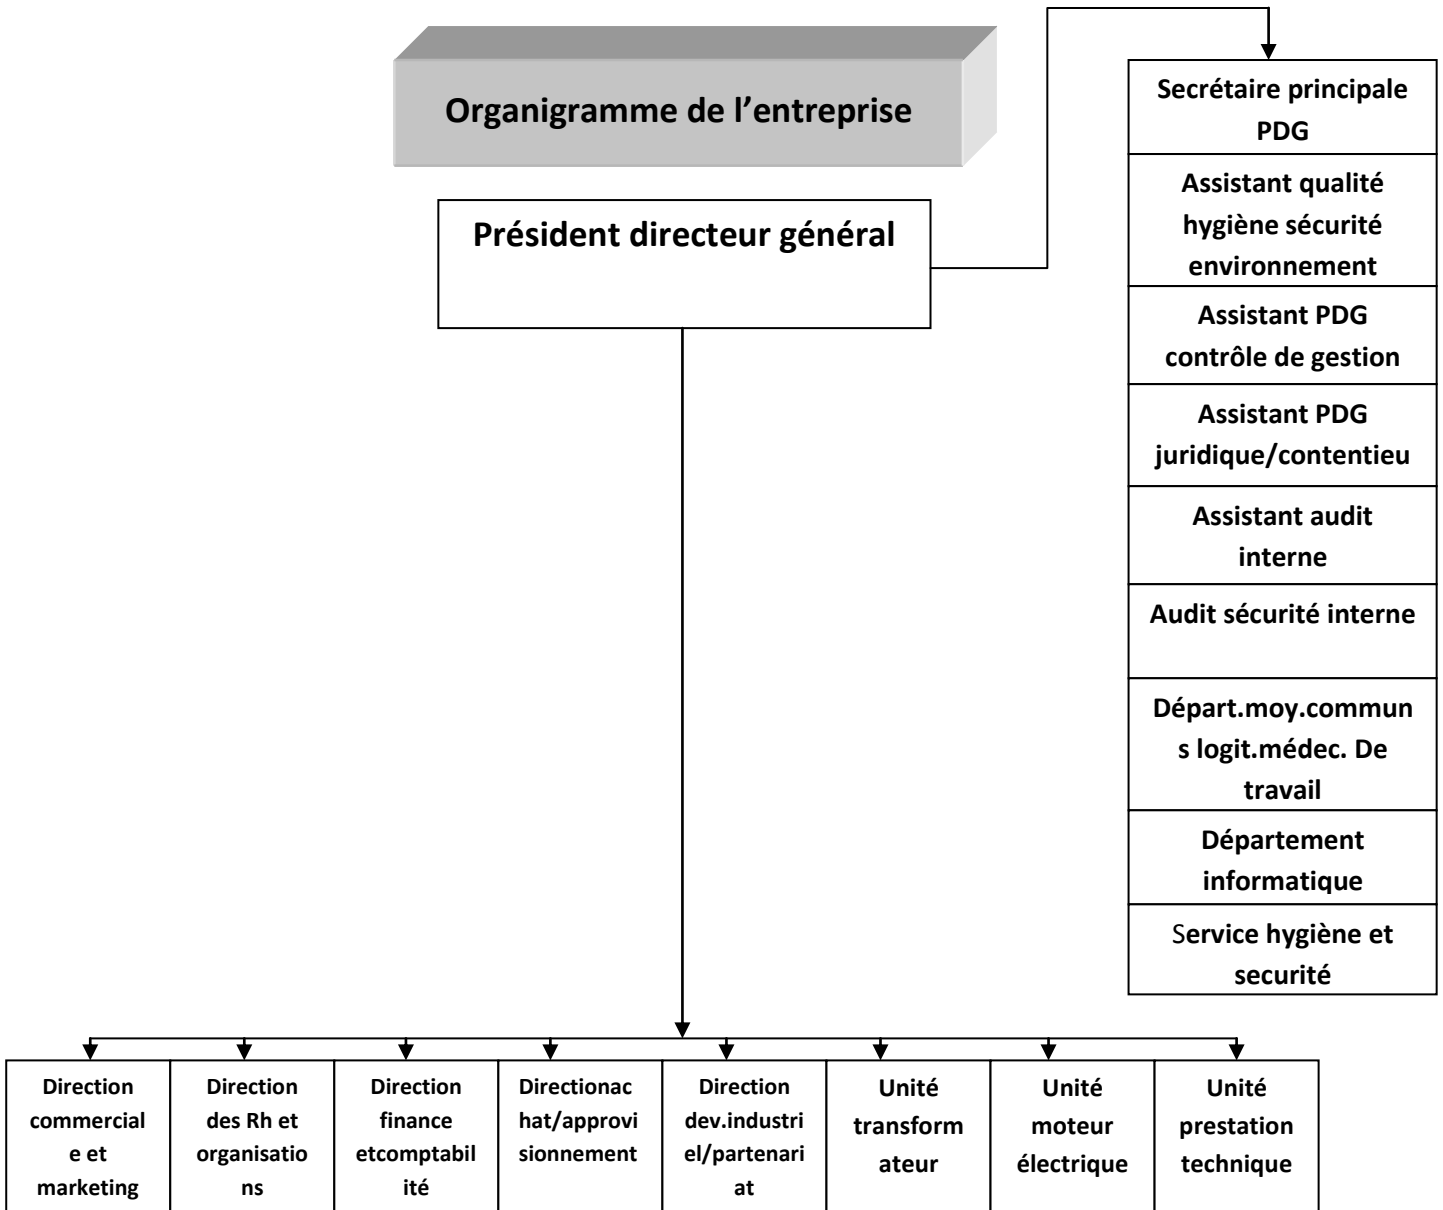 Organigramme de l’entreprise
Président directeur général
Secrétaire principale
PDG
Assistant qualité
hygiène sécurité
environnement
Assistant PDG
contrôle de gestion
Assistant PDG
juridique/contentieu
Assistant audit
interne
Audit sécurité interne
Départ.moy.commun
s logit.médec. De
travail
Département
informatique
Service hygiène et
securité
Direction
commercial
e et
marketing
Direction
des Rh et
organisatio
ns
Direction
finance
etcomptabil
ité
Directionac
hat/approvi
sionnement
Direction
dev.industri
el/partenari
at
Unité
transform
ateur
Unité
moteur
électrique
Unité
prestation
technique